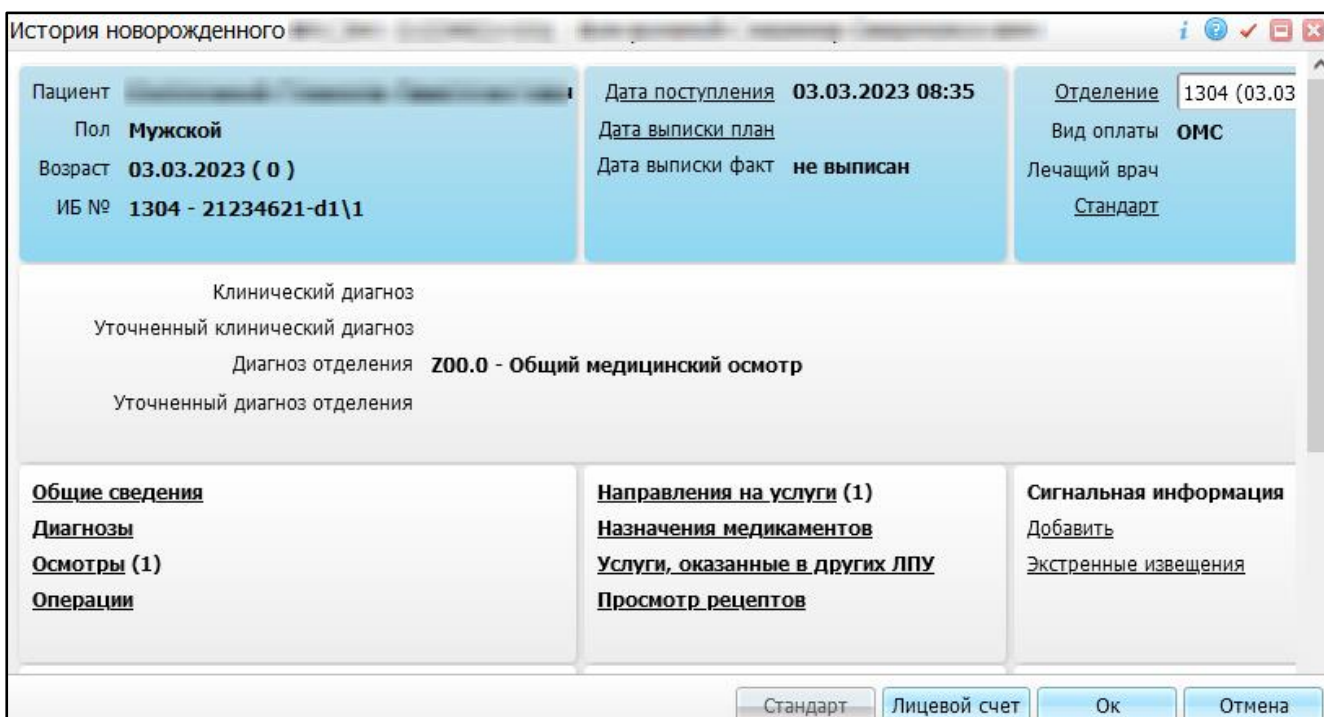 История новорожденного
Пациент
Пол Мужской
Возраст 03.03.2023 ( 0 )
ИБ № 1304 - 21234621-d1\1
Дата поступления 03.03.2023 08:35
Дата выписки план
Дата выписки факт не выписан
Отделение 1304 (03.03
Вид оплаты ОМС
Лечащий врач
Стандарт
Клинический диагноз
Уточненный клинический диагноз
Диагноз отделения Z00.0 - Общий медицинский осмотр
Уточненный диагноз отделения
Общие сведения
Диагнозы
Осмотры (1)
Операции
Направления на услуги (1)
Назначения медикаментов
Услуги, оказанные в других ЛПУ
Просмотр рецептов
Сигнальная информация
Добавить
Экстренные извещения
Стандарт Лицевой счет Ок Отмена